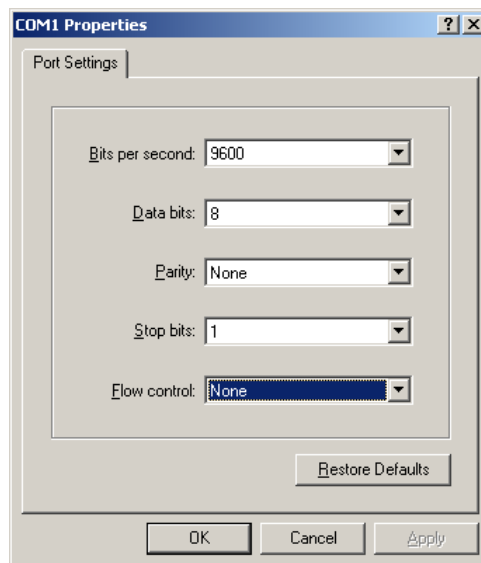 COM1 Properties
Port Settings
Bits per second: 9600
Data bits: 8
Parity: None
Stop bits: 1
Flow control: None
Restore Defaults
OK Cancel Apply